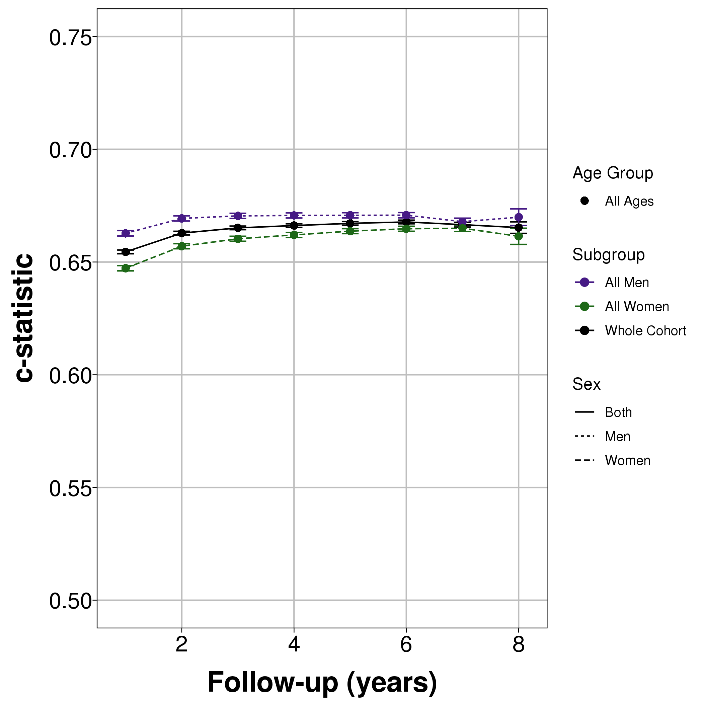 0.75
0.70
0.65
0.60
0.55
0.50
c-statistic
2 4 6 8
Follow-up (years)
Age Group
All Ages
Subgroup
All Men
All Women
Whole Cohort
Sex
Both
Men
Women